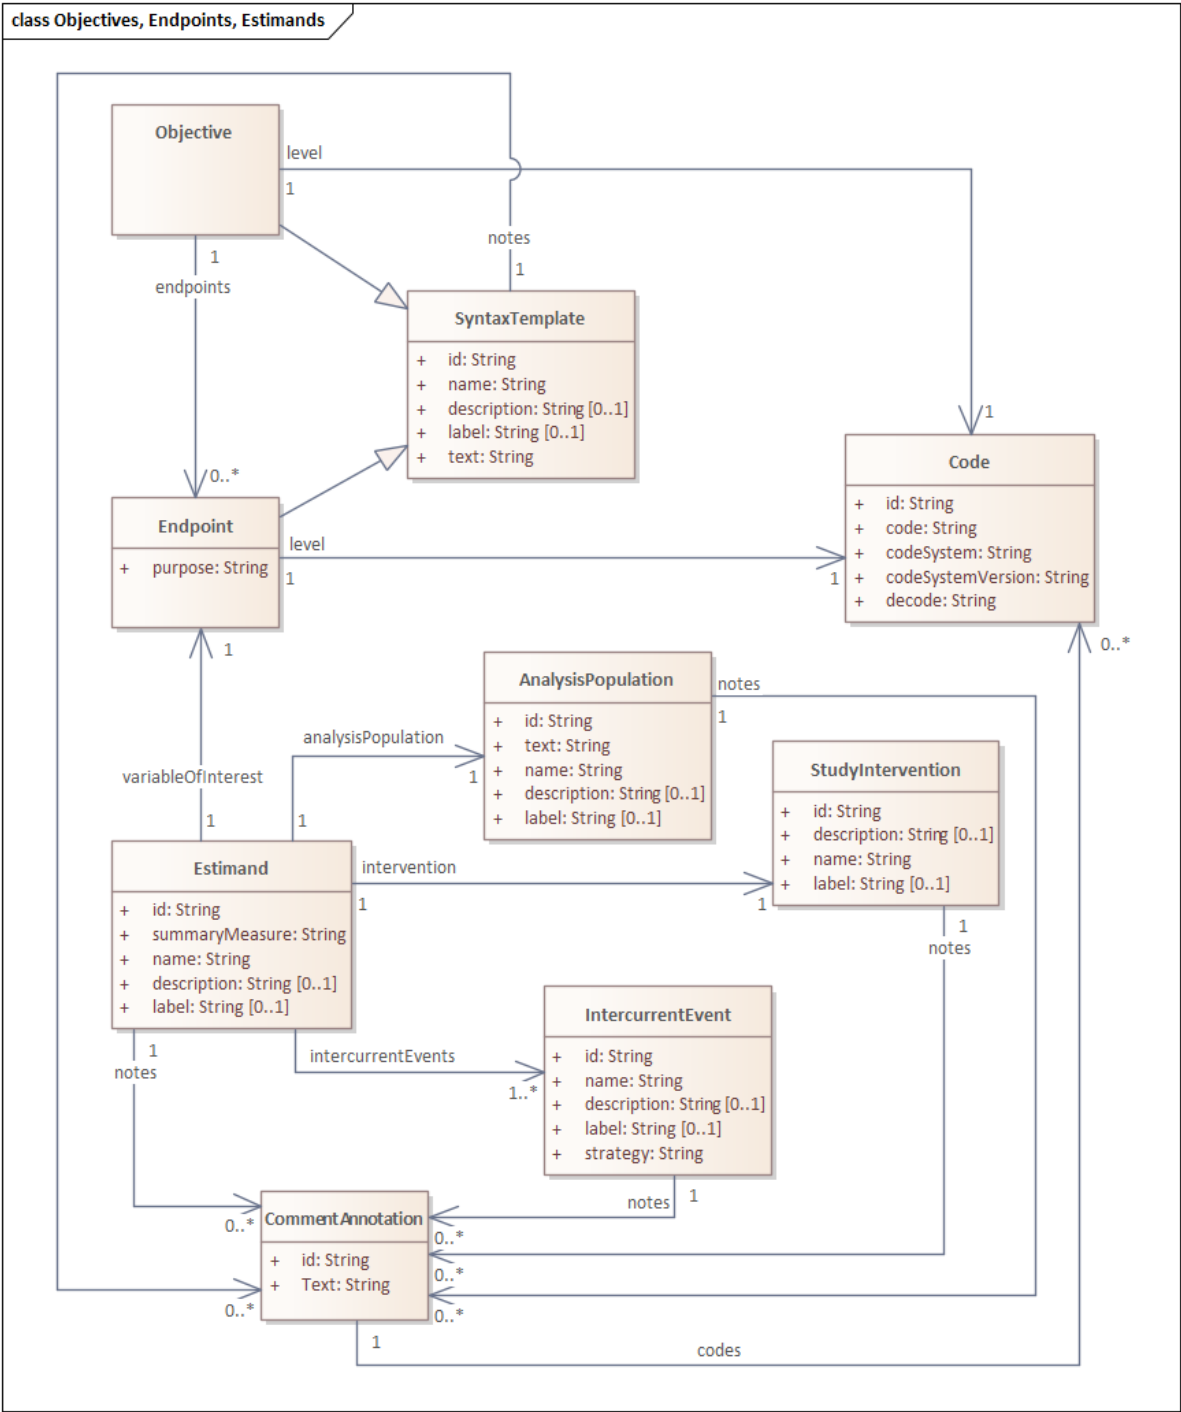 class Objectives, Endpoints, Estimands
Objective
level
1
1
endpoints
notes
1
SyntaxTemplate
+ id: String
+ name: String
+ description: String [0..1]
+ label: String [0..1]
+ text: String
1
Code
+ id: String
+ code: String
+ codeSystem: String
+ codeSystemVersion: String
+ decode: String
0..*
Endpoint
+ purpose: String
level
1
1
0..*
1
variableOfInterest
1
analysisPopulation
1
1
AnalysisPopulation
+ id: String
+ text: String
+ name: String
+ description: String [0..1]
+ label: String [0..1]
notes
1
StudyIntervention
+ id: String
+ description: String [0..1]
+ name: String
+ label: String [0..1]
1
notes
Estimand
+ id: String
+ summaryMeasure: String
+ name: String
+ description: String [0..1]
+ label: String [0..1]
intervention
1
1
1
notes
intercurrentEvents
1..*
IntercurrentEvent
+ id: String
+ name: String
+ description: String [0..1]
+ label: String [0..1]
+ strategy: String
notes
1
CommentAnnotation
+ id: String
+ Text: String
0..*
0..*
0..*
0..*
0..*
1
codes